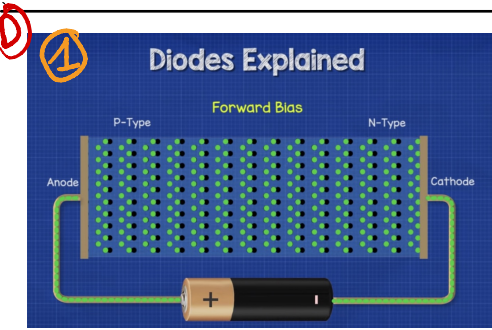 1
Diodes Explained
Forward Bias
P-Type
N-Type
Anode
Cathode
+
-